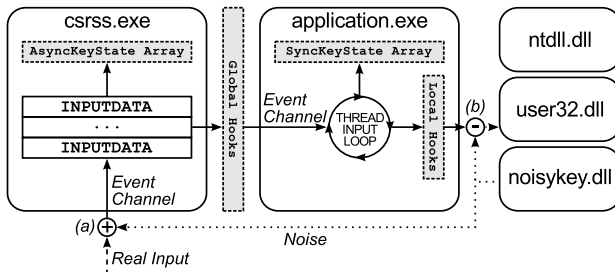 csrss.exe
AsyncKeyState Array
INPUTDATA
...
INPUTDATA
Event
Channel
(a)
+
Real Input
Global Hooks
application.exe
SyncKeyState Array
Event
Channel
THREAD
INPUT
LOOP
Local Hooks
(b)
-
Noise
ntdll.dll
user32.dll
noisykey.dll